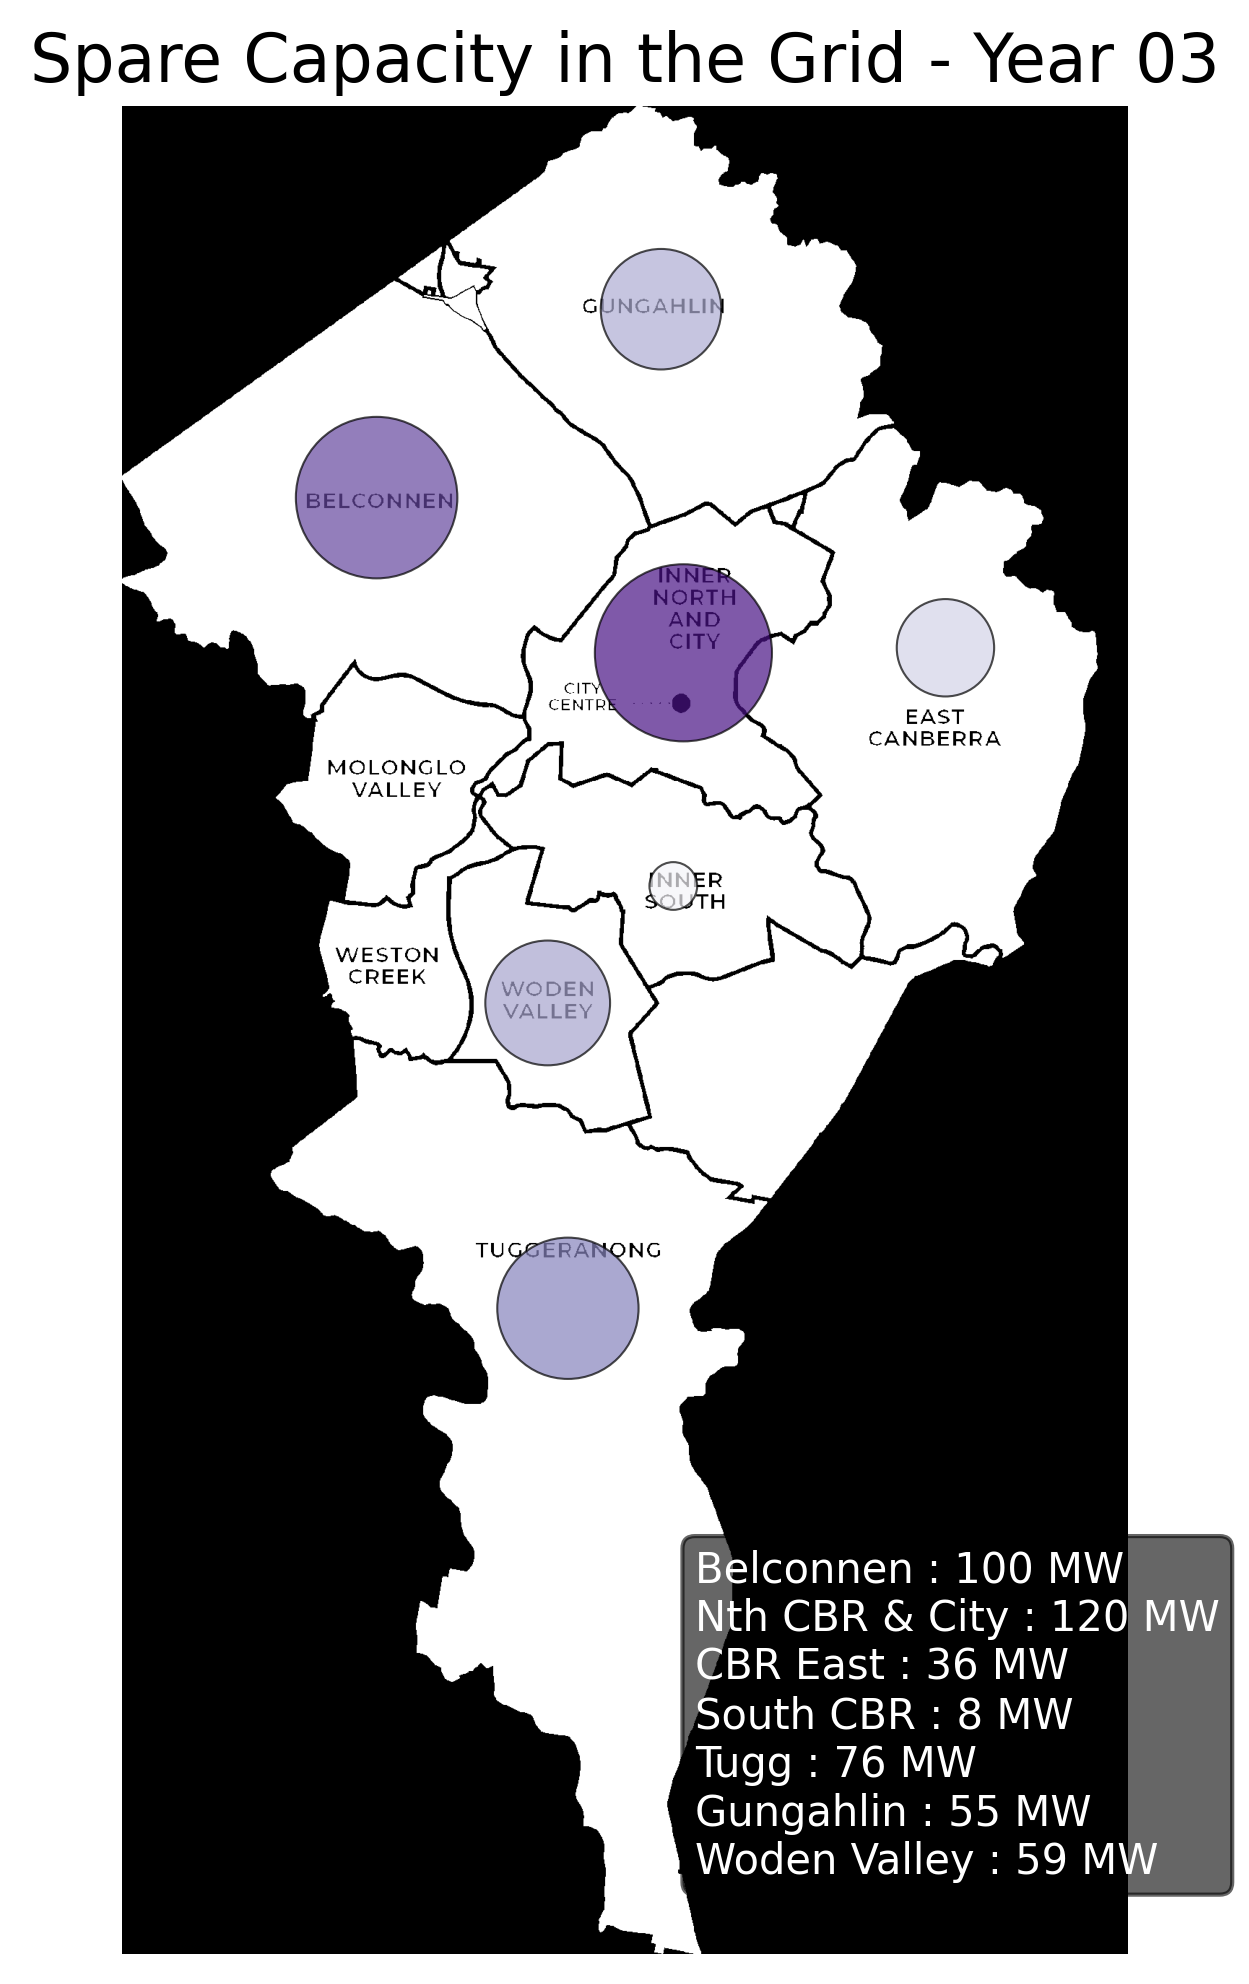 Spare Capacity in the Grid - Year 03
GUNGAHLIN
BELCONNEN
INNER
NORTH
AND
CITY
CITY
CENTRE
EAST
CANBERRA
MOLONGLO
VALLEY
INNER
SOUTH
WESTON
CREEK
WODEN
VALLEY
TUGGERANONG
Belconnen : 100 MW
Nth CBR & City : 120 MW
CBR East : 36 MW
South CBR : 8 MW
Tugg : 76 MW
Gungahlin : 55 MW
Woden Valley : 59 MW